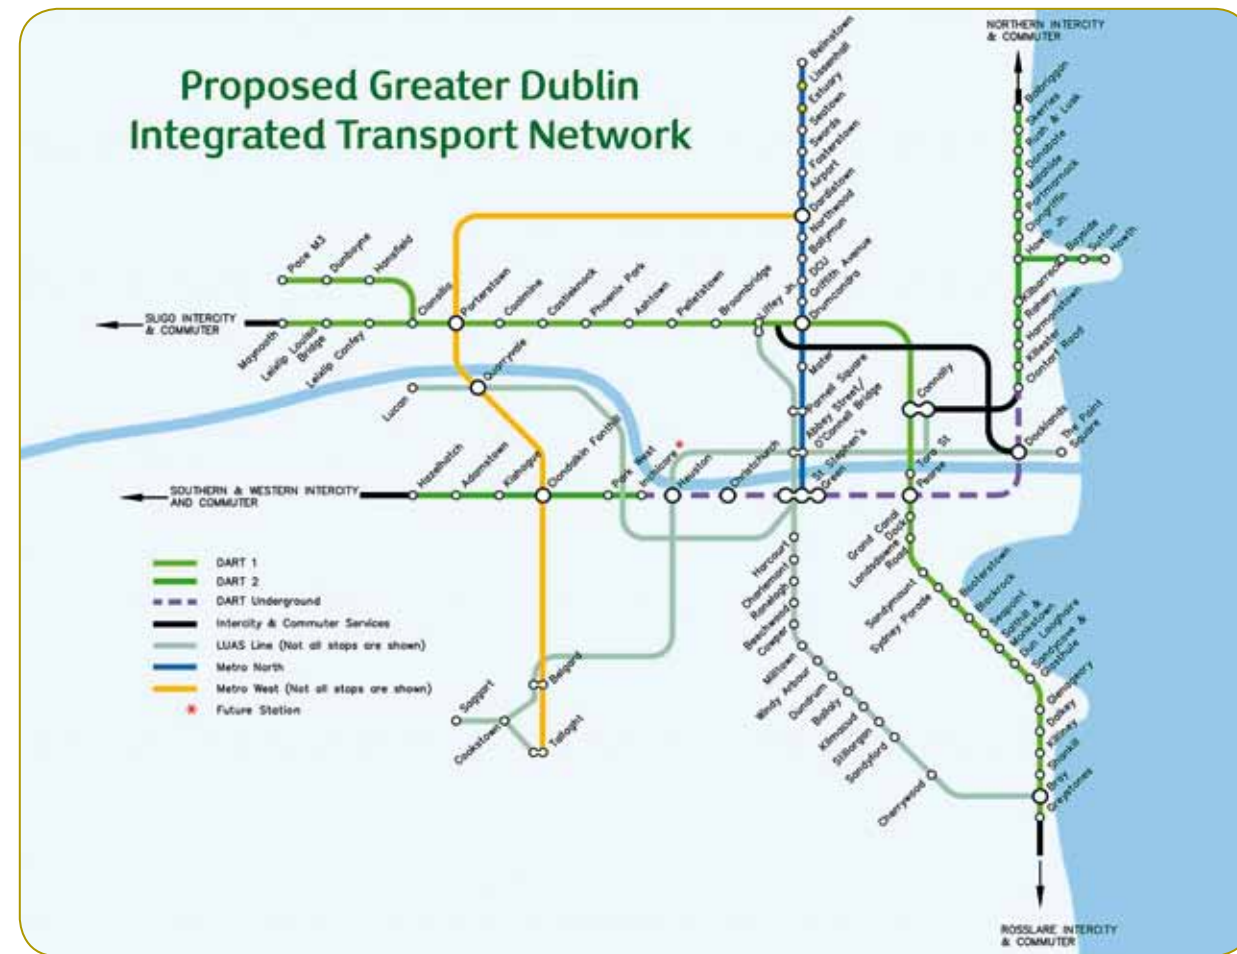 Proposed Greater Dublin
Integrated Transport Network
NORTHERN INTERCITY
& COMMUTER
Belinstown
Lissenhall
Estuary
Seatown
Swords
Fosterstown
Airport
Dardistown
Northwood
Ballymun
DCU
Griffith Avenue
Drumcondra
Mater
Parnell Square
Abbey Street/
O'Connell Bridge
St. Stephen's
Green
Balbriggan
Skerries
Rush & Lusk
Donabate
Malahide
Portmarnock
Clongriffin
Howth Jn.
Bayside
Sutton
Howth
Kilbarrack
Raheny
Harmonstown
Killester
Clontarf Road
Pace M3
Dunboyne
Hansfield
Clonsilla
Porterstown
Coolmine
Castleknock
Phoenix Park
Ashtown
Pelletstown
Broombridge
Liffey Jn.
SLIGO INTERCITY
& COMMUTER
Maynooth
Leixlip Louisa
Bridge
Leixlip Confey
Lucan
Quarryvale
Connolly
Docklands
The Point
Square
Tara St
Pearse
SOUTHERN & WESTERN INTERCITY
AND COMMUTER
Hazelhatch
Adamstown
Kishogue
Clondalkin Fonthill
Park West
Inchicore
Heuston
Christchurch
Grand Canal
Dock
Landsdowne
Road
Sandymount
Sydney Parade
Booterstown
Blackrock
Seapoint
Salthill &
Monkstown
Dun Laoghaire
Sandycove &
Glasthule
Glenageary
Dalkey
Killiney
Shankill
Bray
Greystones
Harcourt
Charlemont
Ranelagh
Beechwood
Cowper
Milltown
Windy Arbour
Dundrum
Balally
Kilmacud
Stillorgan
Sandyford
Cherrywood
Belgard
Saggart
Cookstown
Tallaght
DART 1
DART 2
DART Underground
Intercity & Commuter Services
LUAS Line (Not all stops are shown)
Metro North
Metro West (Not all stops are shown)
Future Station
ROSSLARE INTERCITY
& COMMUTER